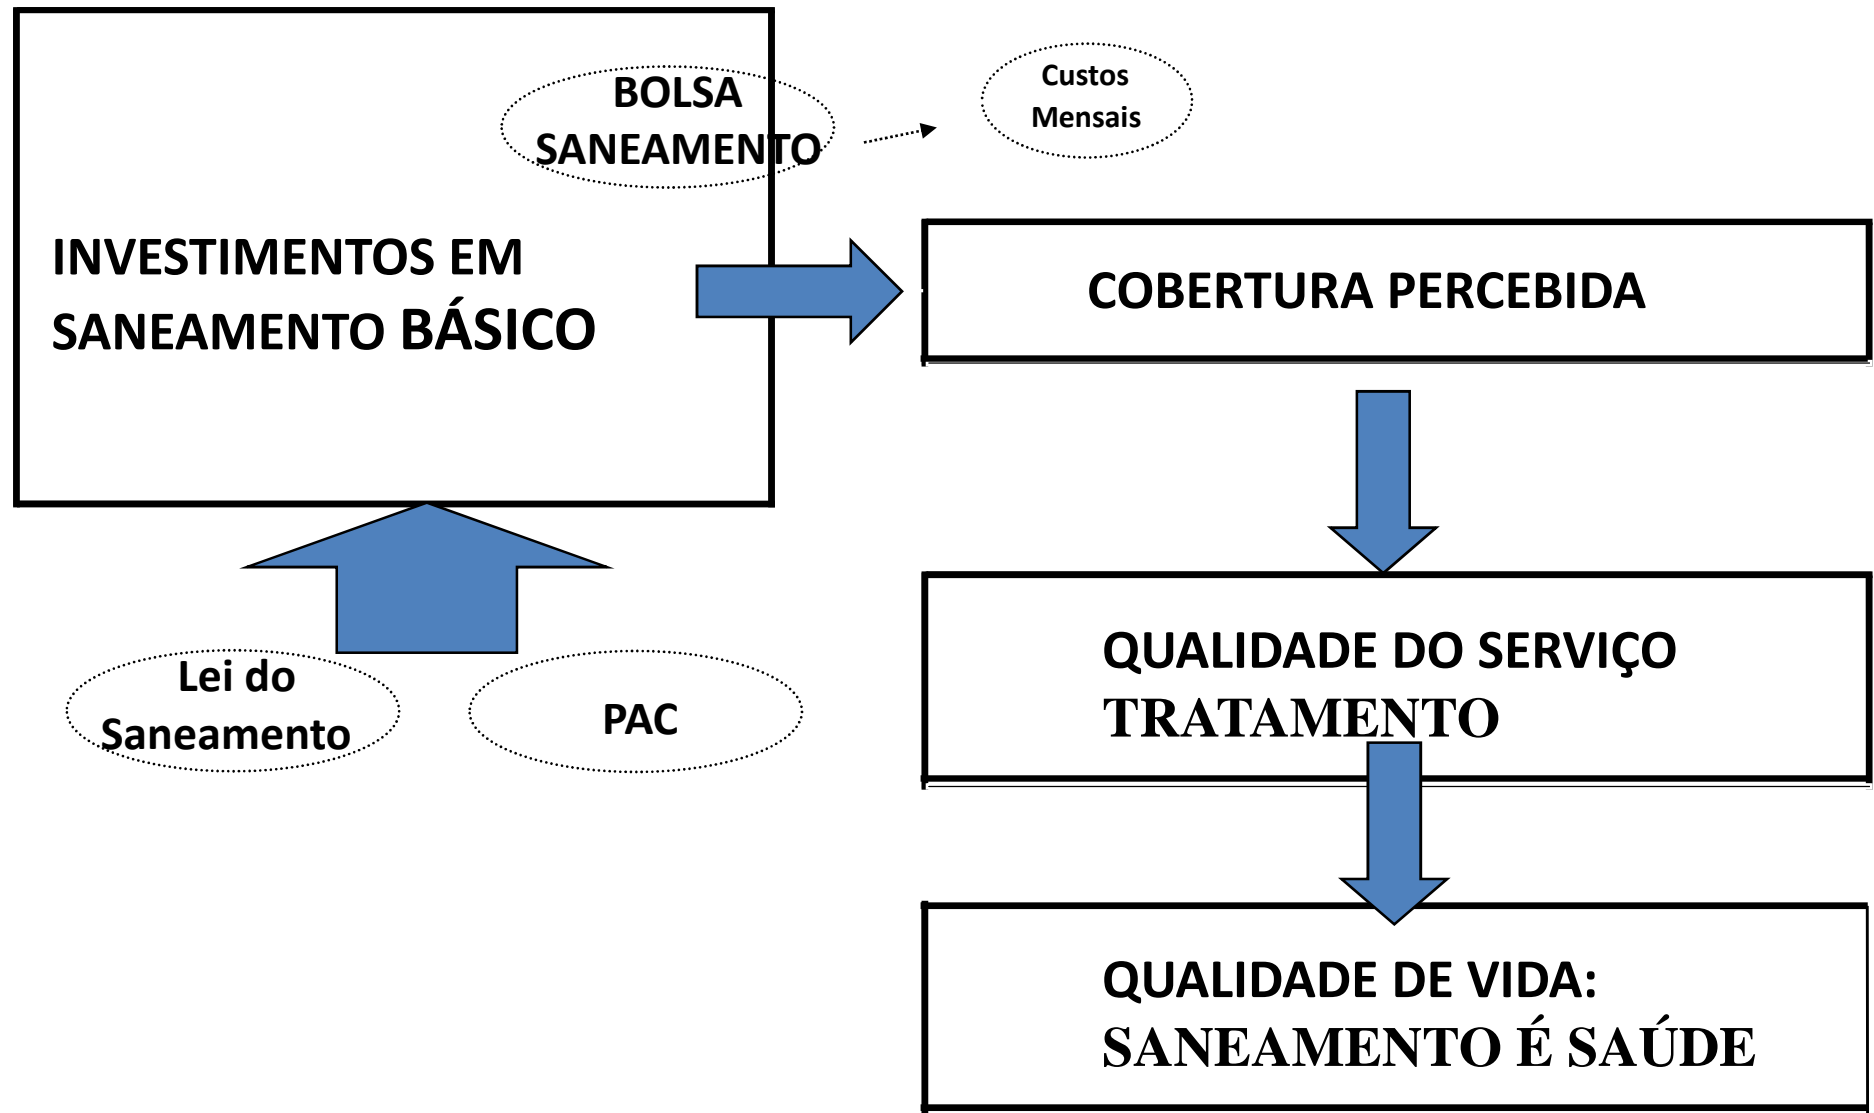 BOLSA
SANEAMENTO
Custos
Mensais
INVESTIMENTOS EM
SANEAMENTO BÁSICO
COBERTURA PERCEBIDA
Lei do
Saneamento
PAC
QUALIDADE DO SERVIÇO
TRATAMENTO
QUALIDADE DE VIDA:
SANEAMENTO É SAÚDE